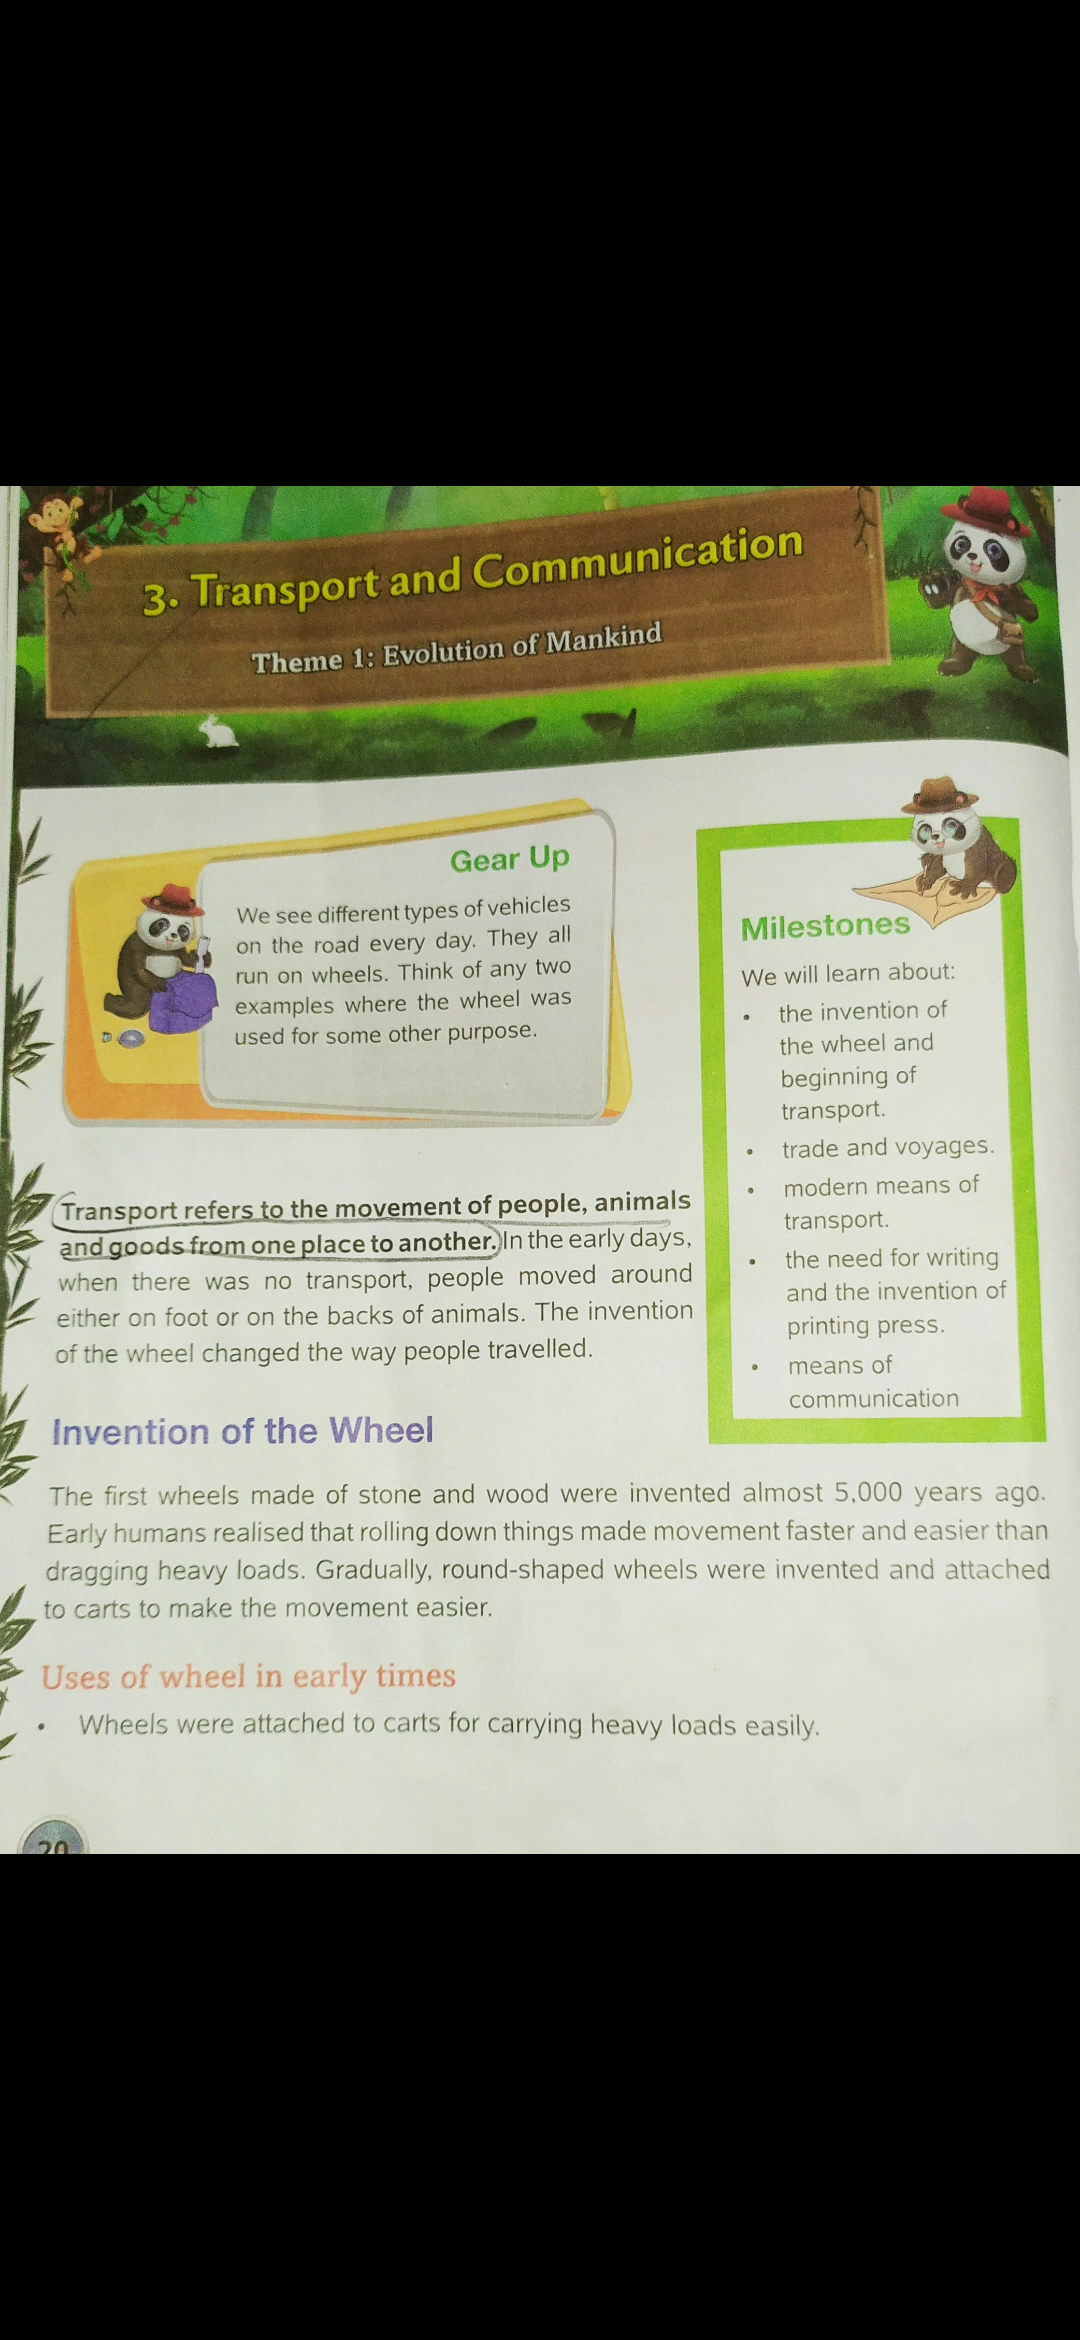 3. Transport and Communication
Theme 1: Evolution of Mankind
Gear Up
We see different types of vehicles
on the road every day. They all
run on wheels. Think of any two
examples where the wheel was
used for some other purpose.
Milestones
We will learn about:
• the invention of
the wheel and
beginning of
transport.
• trade and voyages.
• modern means of
transport.
• the need for writing
and the invention of
printing press.
• means of
communication
Transport refers to the movement of people, animals
and goods from one place to another. In the early days,
when there was no transport, people moved around
either on foot or on the backs of animals. The invention
of the wheel changed the way people travelled.
Invention of the Wheel
The first wheels made of stone and wood were invented almost 5,000 years ago.
Early humans realised that rolling down things made movement faster and easier than
dragging heavy loads. Gradually, round-shaped wheels were invented and attached
to carts to make the movement easier.
Uses of wheel in early times
• Wheels were attached to carts for carrying heavy loads easily.
20